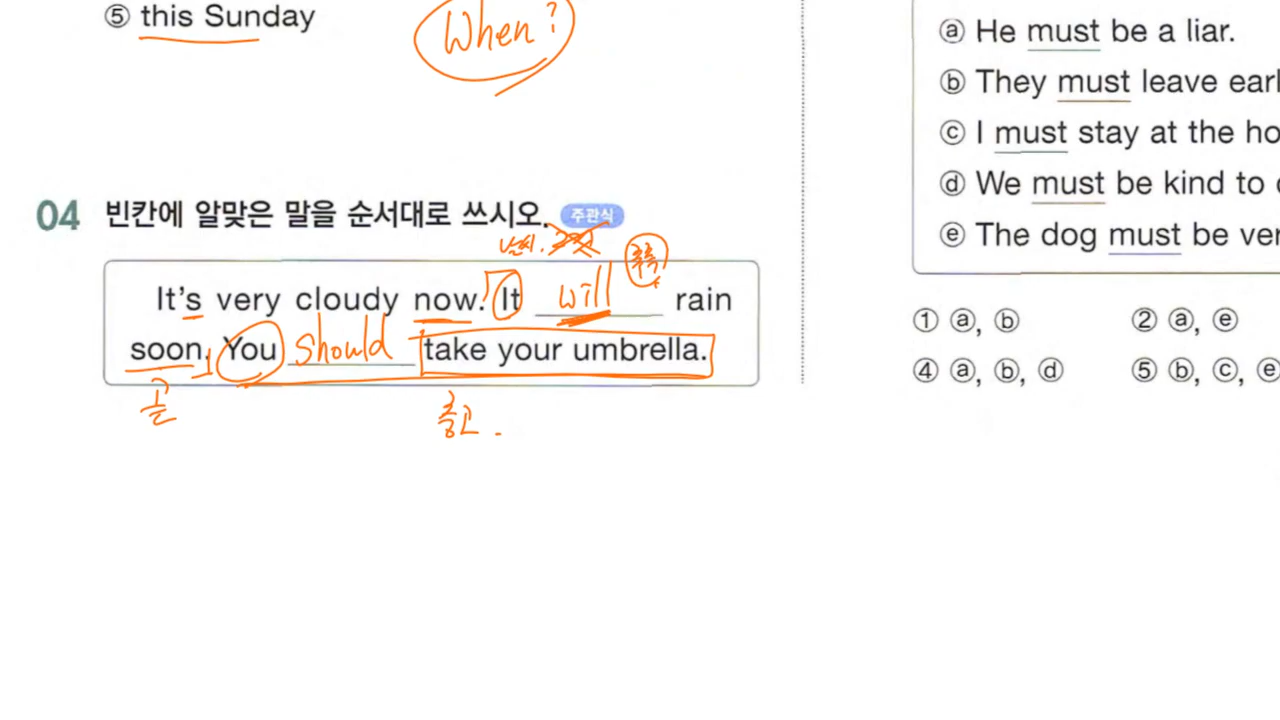 ⑤ this Sunday
When?
04 빈칸에 알맞은 말을 순서대로 쓰시오. 주관식
날씨.
It's very cloudy now. It will rain
soon. You should take your umbrella.
곧
충고.
ⓐ He must be a liar.
ⓑ They must leave earl
ⓒ I must stay at the ho
ⓓ We must be kind to
ⓔ The dog must be ver
① ⓐ, ⓑ ② ⓐ, ⓔ
④ ⓐ, ⓑ, ⓓ ⑤ ⓑ, ⓒ, ⓔ